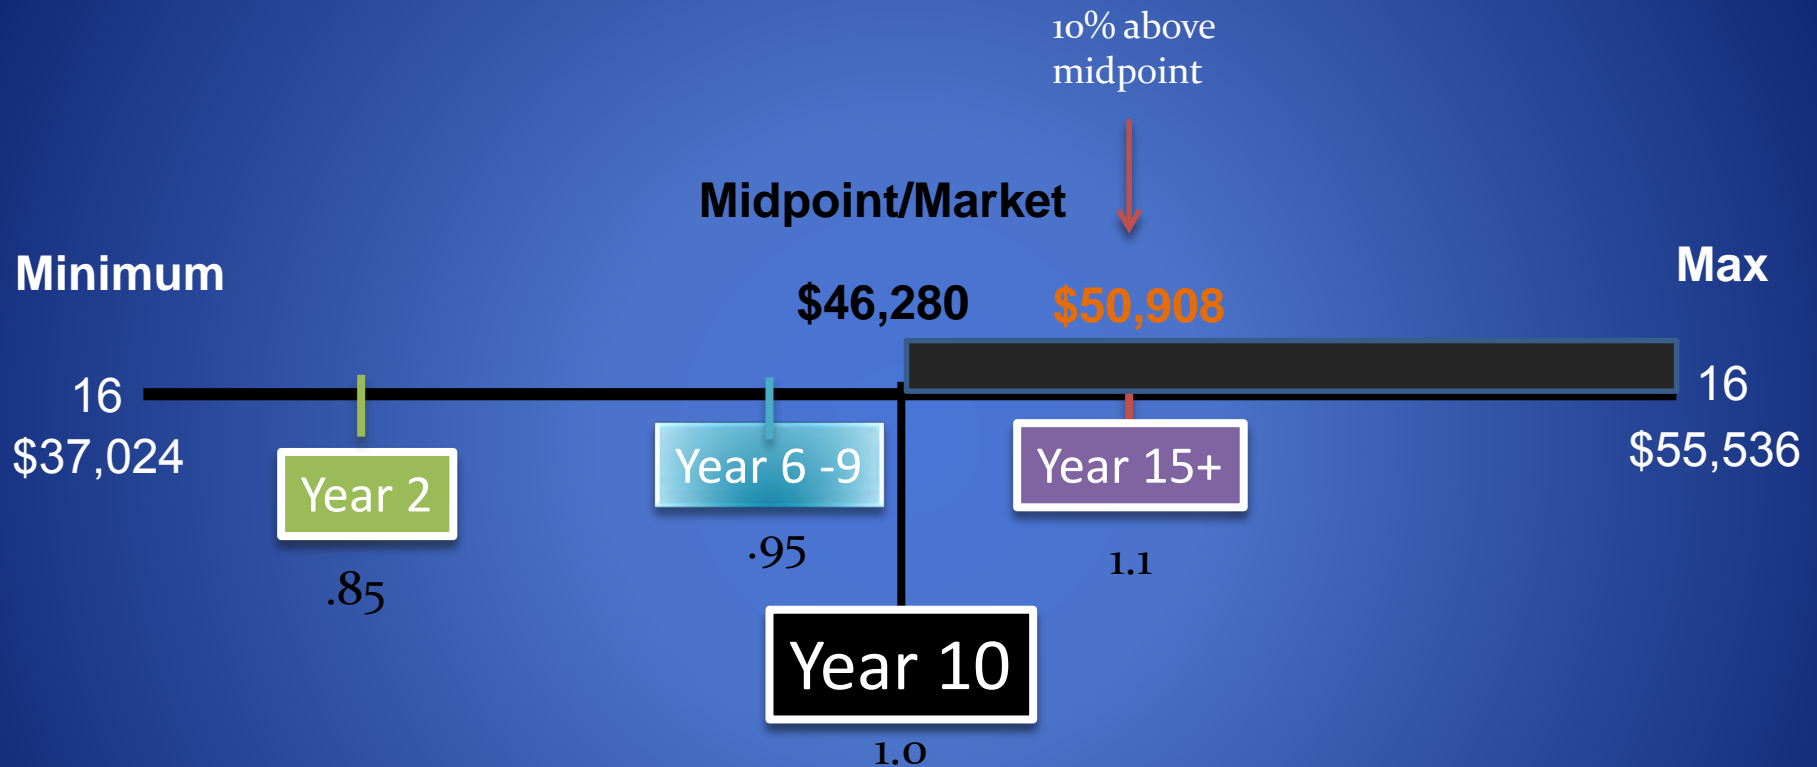 10% above
midpoint
Midpoint/Market
Minimum
Max
$46,280
$50,908
16
16
$37,024
$55,536
Year 2
Year 6 -9
Year 15+
.85
.95
1.1
Year 10
1.0